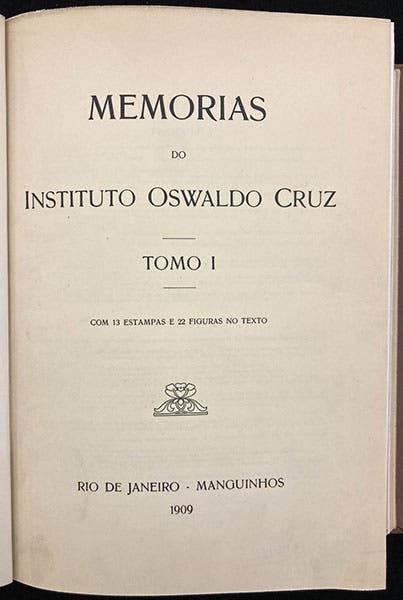 MEMORIAS
DO
INSTITUTO OSWALDO CRUZ
TOMO I
COM 13 ESTAMPAS E 22 FIGURAS NO TEXTO
RIO DE JANEIRO - MANGUINHOS
1909